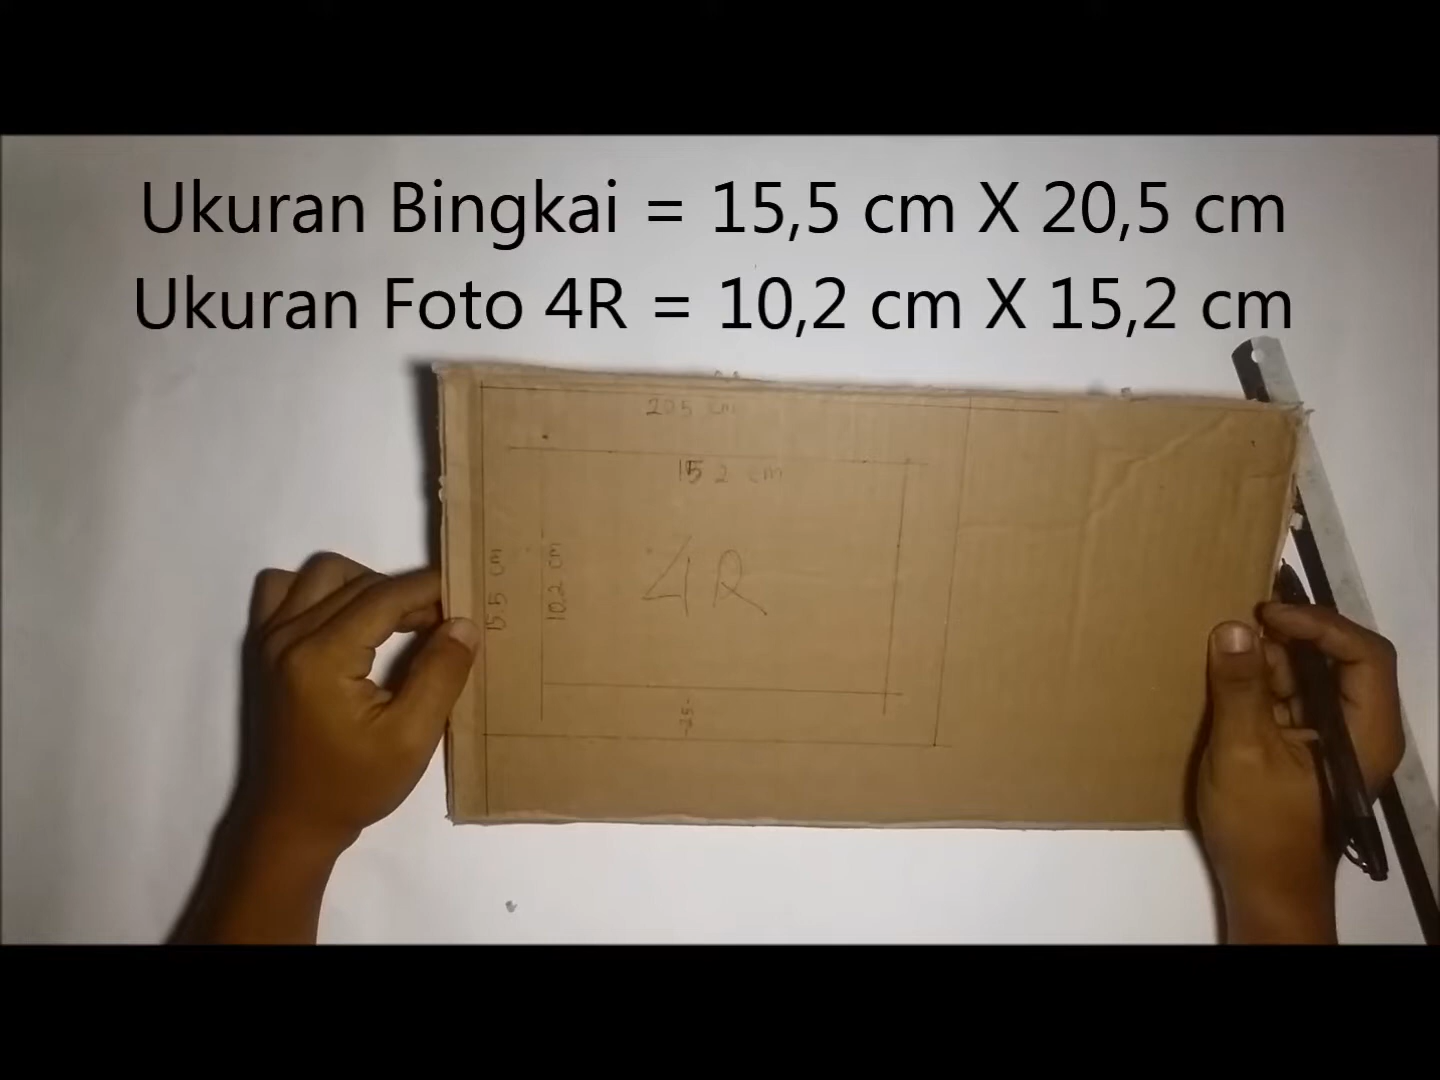 Ukuran Bingkai = 15,5 cm X 20,5 cm
Ukuran Foto 4R = 10,2 cm X 15,2 cm
20.5 cm
15.2 cm
15.5 cm
10.2 cm
4R